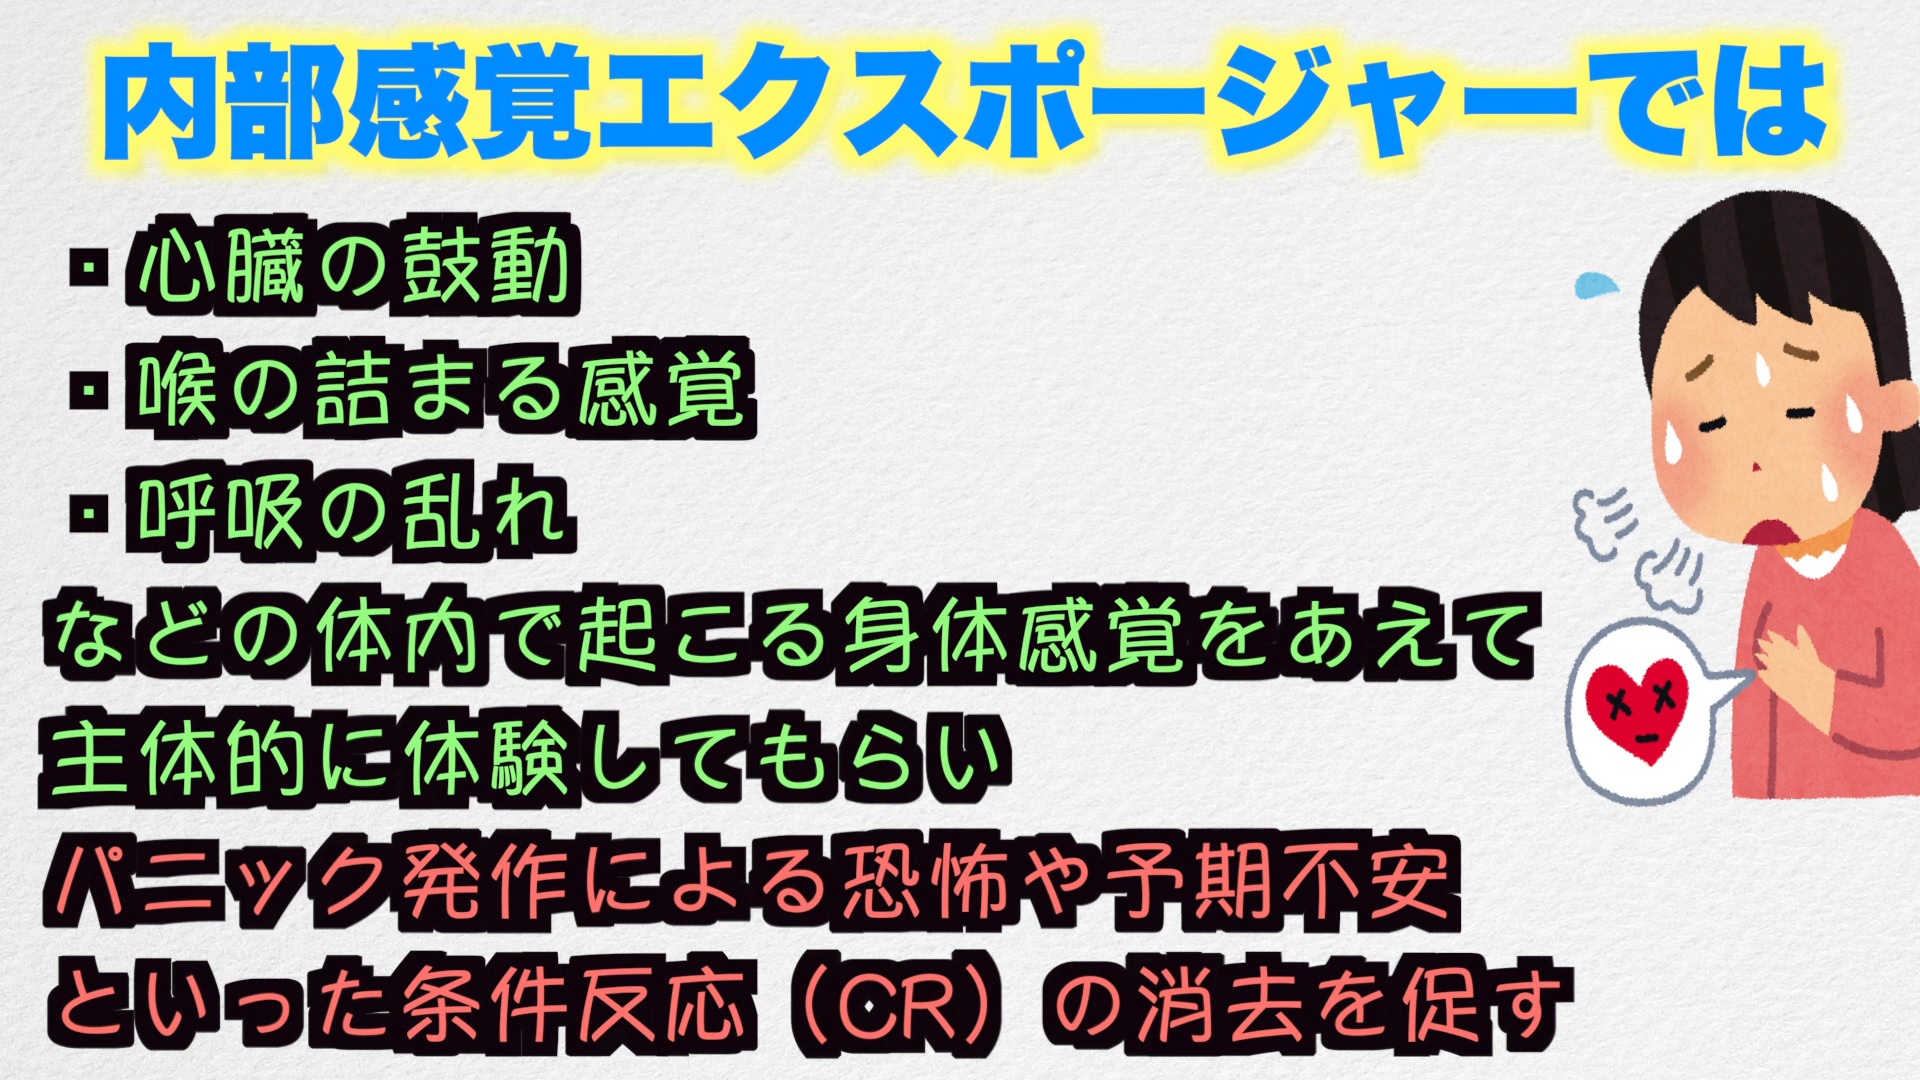 内部感覚エクスポージャーでは
・心臓の鼓動
・喉の詰まる感覚
・呼吸の乱れ
などの体内で起こる身体感覚をあえて
主体的に体験してもらい
パニック発作による恐怖や予期不安
といった条件反応（CR）の消去を促す